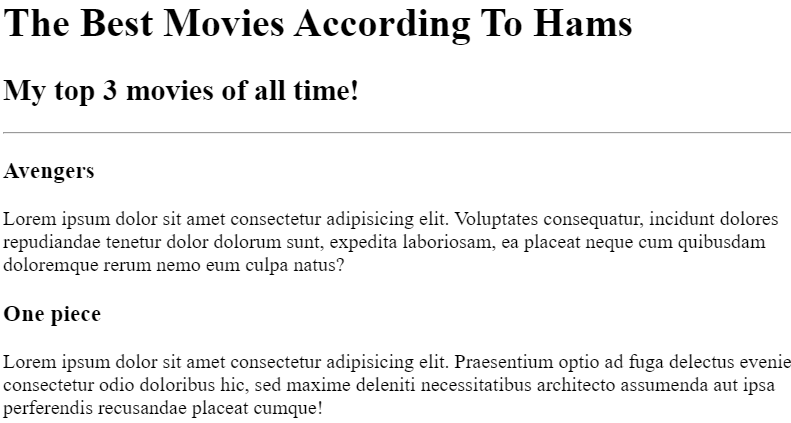 The Best Movies According To Hams
My top 3 movies of all time!
Avengers
Lorem ipsum dolor sit amet consectetur adipisicing elit. Voluptates consequatur, incidunt dolores
repudiandae tenetur dolor dolorum sunt, expedita laboriosam, ea placeat neque cum quibusdam
doloremque rerum nemo eum culpa natus?
One piece
Lorem ipsum dolor sit amet consectetur adipisicing elit. Praesentium optio ad fuga delectus evenie
consectetur odio doloribus hic, sed maxime deleniti necessitatibus architecto assumenda aut ipsa
perferendis recusandae placeat cumque!